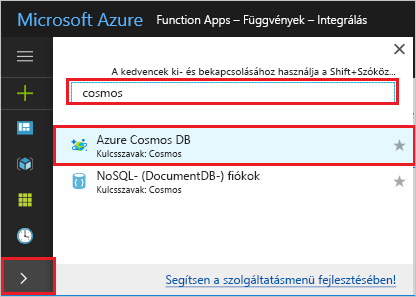 Microsoft Azure Function Apps – Függvények – Integrálás
A kedvencek ki- és bekapcsolásához használja a Shift+Szóköz...
cosmos
Azure Cosmos DB
Kulcsszavak: Cosmos
NoSQL- (DocumentDB-) fiókok
Kulcsszavak: Cosmos
Segítsen a szolgáltatásmenü fejlesztésében!